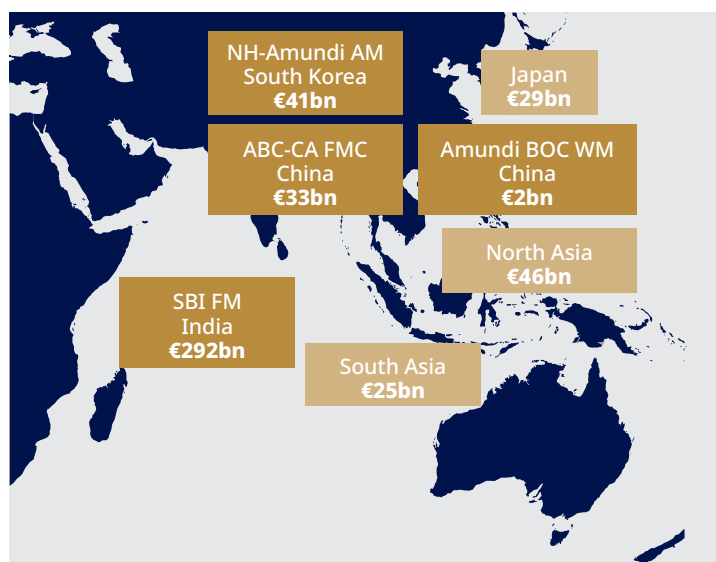 NH-Amundi AM
South Korea
€41bn
Japan
€29bn
ABC-CA FMC
China
€33bn
Amundi BOC WM
China
€2bn
North Asia
€46bn
SBI FM
India
€292bn
South Asia
€25bn